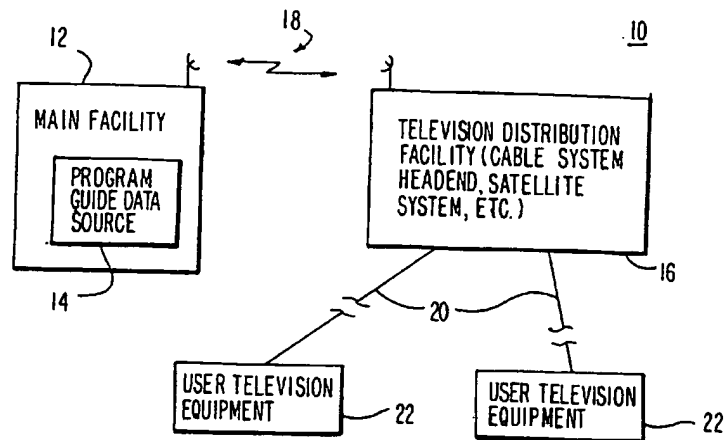 12
18
10
MAIN FACILITY
PROGRAM
GUIDE DATA
SOURCE
14
TELEVISION DISTRIBUTION
FACILITY (CABLE SYSTEM
HEADEND, SATELLITE
SYSTEM, ETC.)
16
20
USER TELEVISION
EQUIPMENT
22
USER TELEVISION
EQUIPMENT
22